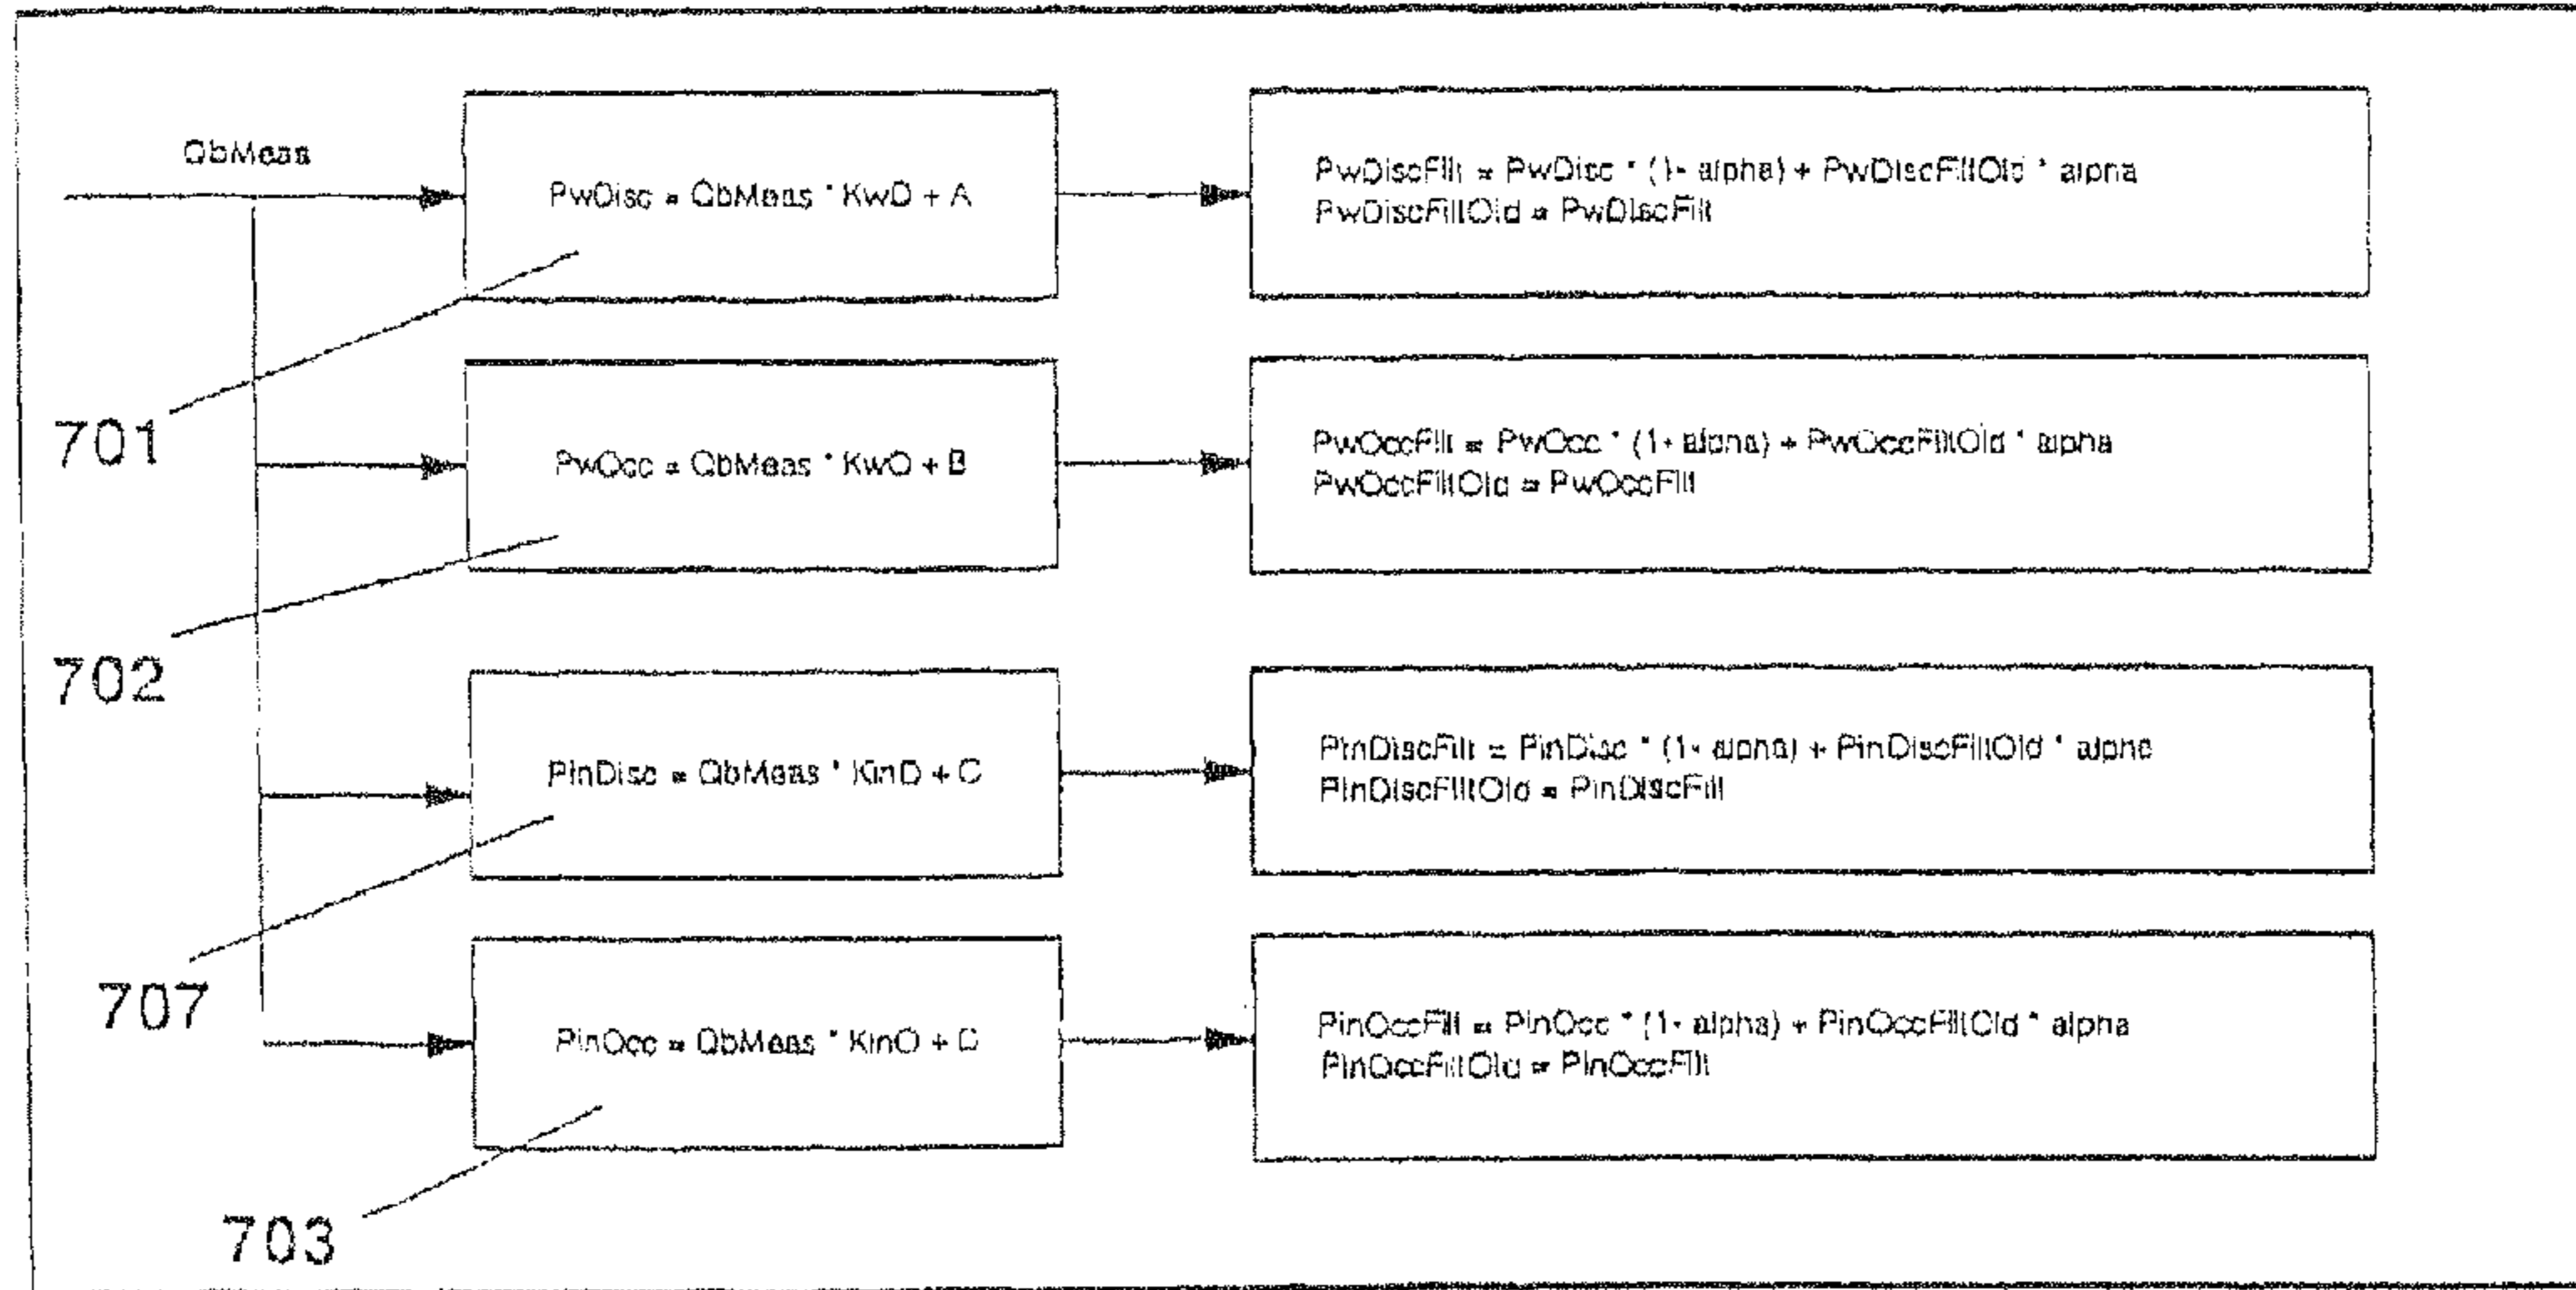 QbMeas
PwDisc = QbMeas * KwD + A
PwDiscFilt = PwDisc * (1- alpha) + PwDiscFiltOld * alpha
PwDiscFiltOld = PwDiscFilt
701
PwOcc = QbMeas * KwO + B
PwOccFilt = PwOcc * (1- alpha) + PwOccFiltOld * alpha
PwOccFiltOld = PwOccFilt
702
PinDisc = QbMeas * KinD + C
PinDiscFilt = PinDisc * (1- alpha) + PinDiscFiltOld * alpha
PinDiscFiltOld = PinDiscFilt
707
PinOcc = QbMeas * KinO + D
PinOccFilt = PinOcc * (1- alpha) + PinOccFiltOld * alpha
PinOccFiltOld = PinOccFilt
703